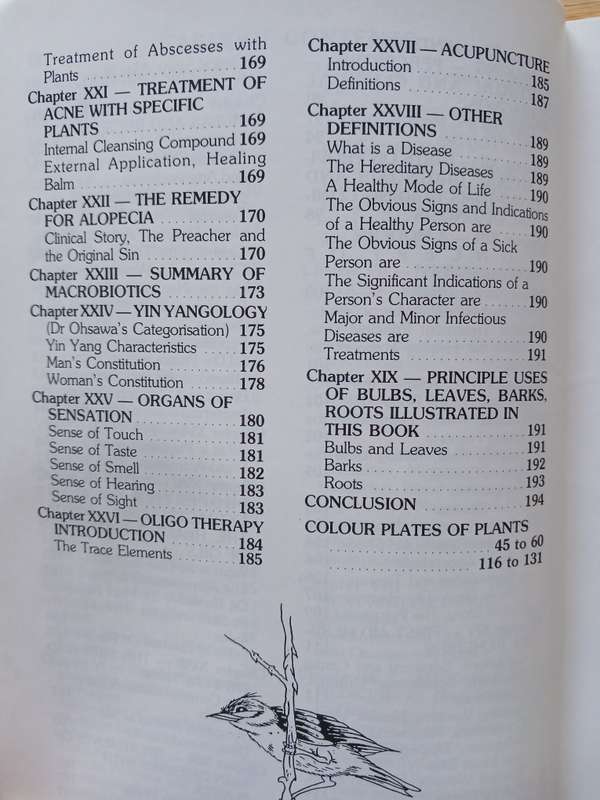 Treatment of Abscesses with
Plants ..................... 169
Chapter XXI — TREATMENT OF
ACNE WITH SPECIFIC
PLANTS .................. 169
Internal Cleansing Compound 169
External Application, Healing
Balm ...................... 169
Chapter XXII — THE REMEDY
FOR ALOPECIA ........... 170
Clinical Story, The Preacher and
the Original Sin ............ 170
Chapter XXIII — SUMMARY OF
MACROBIOTICS .......... 173
Chapter XXIV — YIN YANGOLOGY
(Dr Ohsawa's Categorisation) 175
Yin Yang Characteristics ..... 175
Man's Constitution .......... 176
Woman's Constitution ....... 178
Chapter XXV — ORGANS OF
SENSATION ............... 180
Sense of Touch ............. 181
Sense of Taste .............. 181
Sense of Smell .............. 182
Sense of Hearing ............ 183
Sense of Sight .............. 183
Chapter XXVI — OLIGO THERAPY
INTRODUCTION .......... 184
The Trace Elements ......... 185
Chapter XXVII — ACUPUNCTURE
Introduction ................ 185
Definitions .................. 187
Chapter XXVIII — OTHER
DEFINITIONS ............. 189
What is a Disease ........... 189
The Hereditary Diseases ..... 189
A Healthy Mode of Life ...... 190
The Obvious Signs and Indications
of a Healthy Person are ...... 190
The Obvious Signs of a Sick
Person are .................. 190
The Significant Indications of a
Person's Character are ....... 190
Major and Minor Infectious
Diseases are ................ 190
Treatments ................. 191
Chapter XIX — PRINCIPLE USES
OF BULBS, LEAVES, BARKS,
ROOTS ILLUSTRATED IN
THIS BOOK ............... 191
Bulbs and Leaves ............ 191
Barks ...................... 192
Roots ...................... 193
CONCLUSION .............. 194
COLOUR PLATES OF PLANTS
........................ 45 to 60
...................... 116 to 131